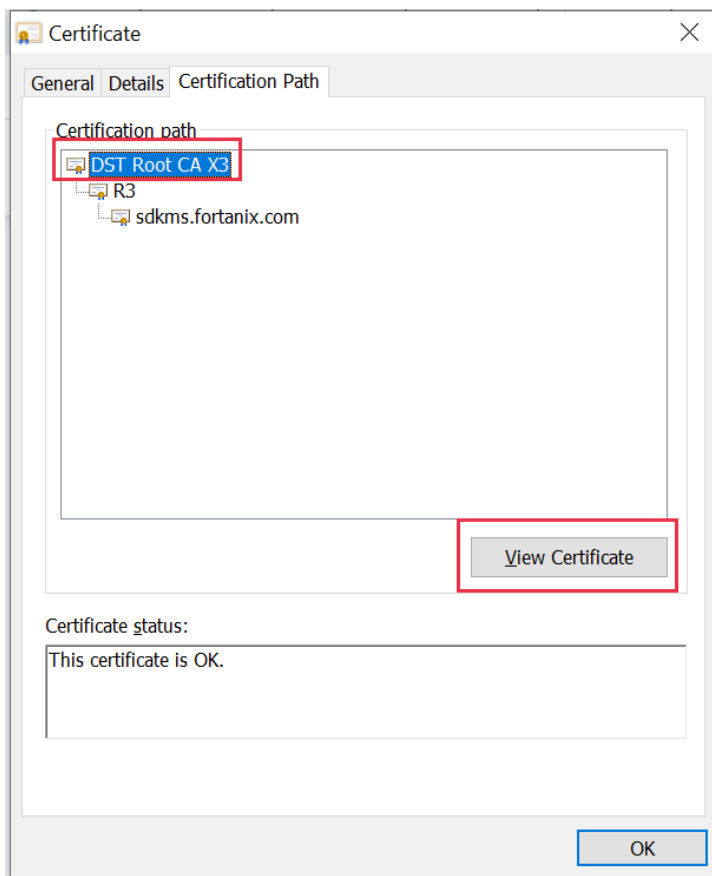 Certificate
General Details Certification Path
Certification path
DST Root CA X3
R3
sdkms.fortanix.com
View Certificate
Certificate status:
This certificate is OK.
OK